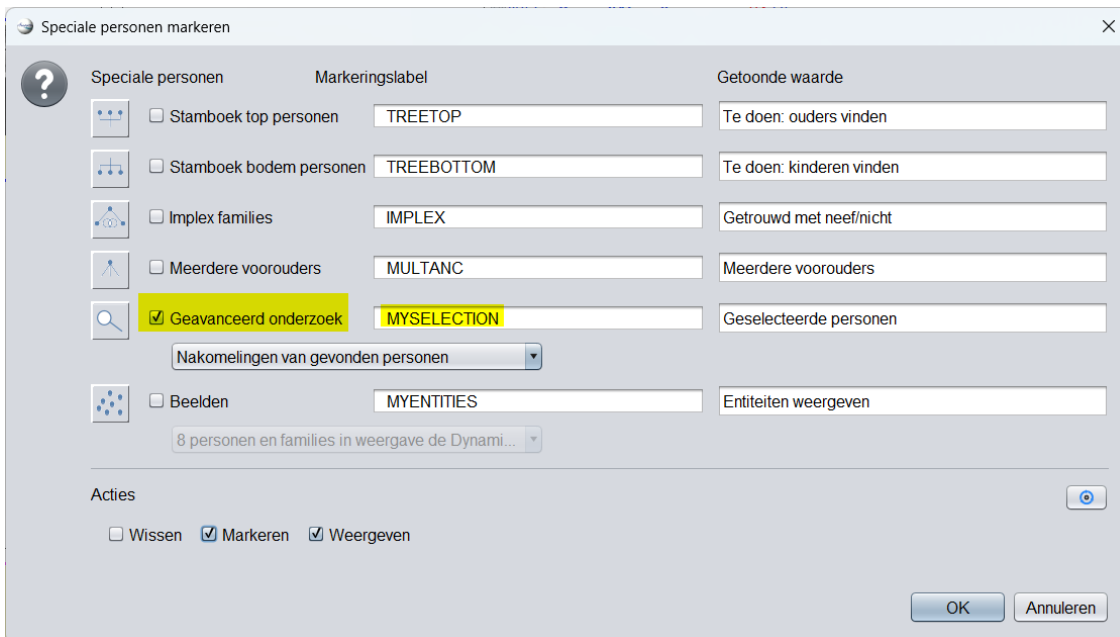 Speciale personen markeren
Speciale personen Markeringslabel Getoonde waarde
Stamboek top personen TREETOP Te doen: ouders vinden
Stamboek bodem personen TREEBOTTOM Te doen: kinderen vinden
Implex families IMPLEX Getrouwd met neef/nicht
Meerdere voorouders MULTANC Meerdere voorouders
Geavanceerd onderzoek MYSELECTION Geselecteerde personen
Nakomelingen van gevonden personen
Beelden MYENTITIES Entiteiten weergeven
8 personen en families in weergave de Dynami...
Acties
Wissen Markeren Weergeven
OK Annuleren